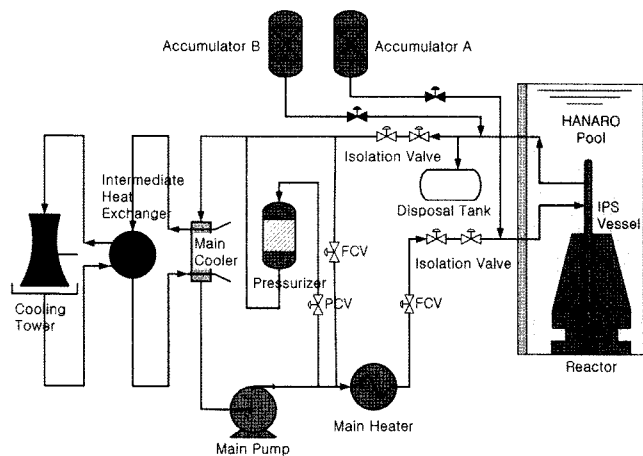 Accumulator B
Accumulator A
HANARO
Pool
Isolation Valve
Intermediate
Heat
Exchanger
Disposal Tank
IPS
Vessel
Main
Cooler
FCV
Pressurizer
Isolation Valve
PCV
FCV
Cooling
Tower
Reactor
Main Heater
Main Pump